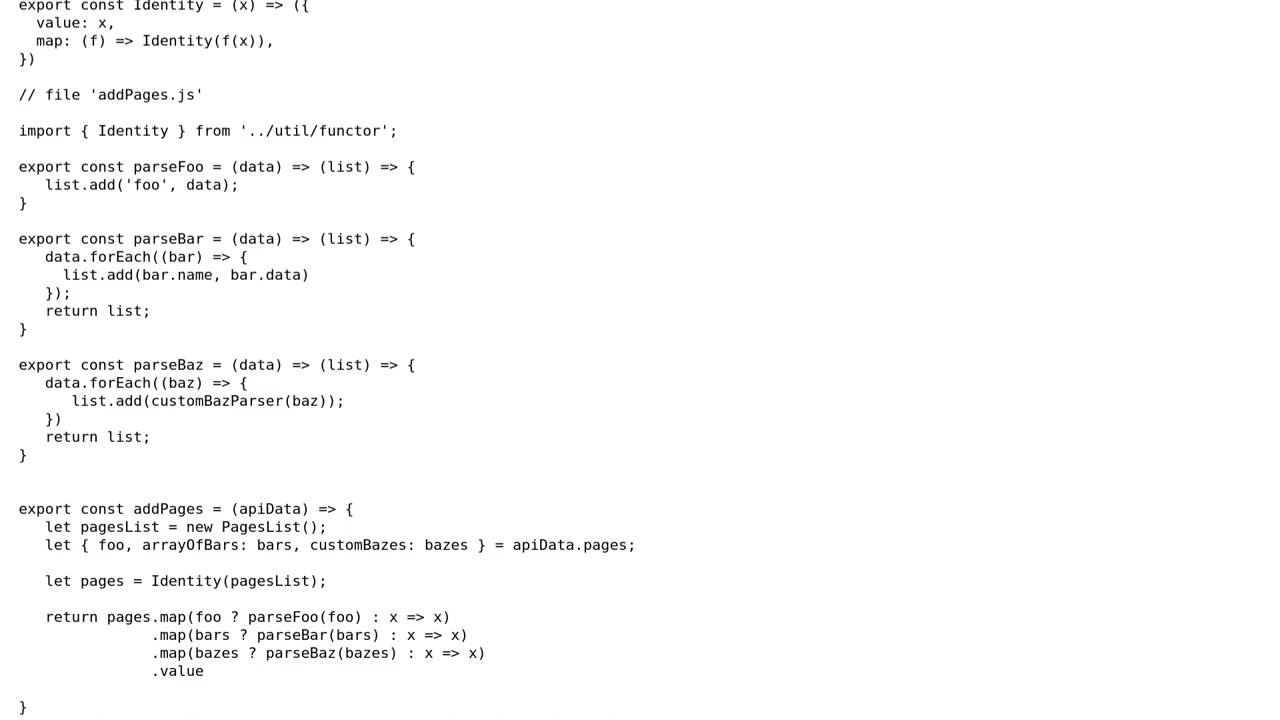 export const Identity = (x) => ({
  value: x,
  map: (f) => Identity(f(x)),
})

// file 'addPages.js'

import { Identity } from '../util/functor';

export const parseFoo = (data) => (list) => {
   list.add('foo', data);
}

export const parseBar = (data) => (list) => {
   data.forEach((bar) => {
     list.add(bar.name, bar.data)
   });
   return list;
}

export const parseBaz = (data) => (list) => {
   data.forEach((baz) => {
      list.add(customBazParser(baz));
   })
   return list;
}


export const addPages = (apiData) => {
   let pagesList = new PagesList();
   let { foo, arrayOfBars: bars, customBazes: bazes } = apiData.pages;

   let pages = Identity(pagesList);

   return pages.map(foo ? parseFoo(foo) : x => x)
               .map(bars ? parseBar(bars) : x => x)
               .map(bazes ? parseBaz(bazes) : x => x)
               .value

}